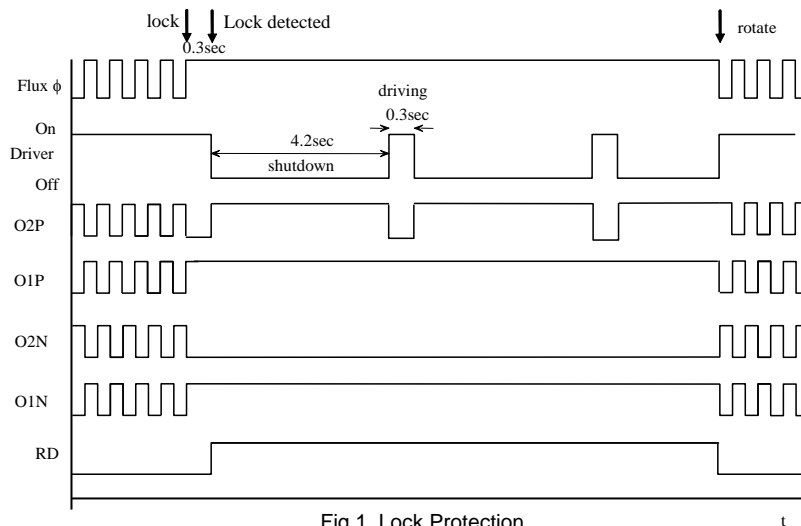 lock
Lock detected
rotate
0.3sec
Flux ϕ
driving
0.3sec
On
Driver
4.2sec
shutdown
Off
O2P
O1P
O2N
O1N
RD
Fig.1 Lock Protection
t